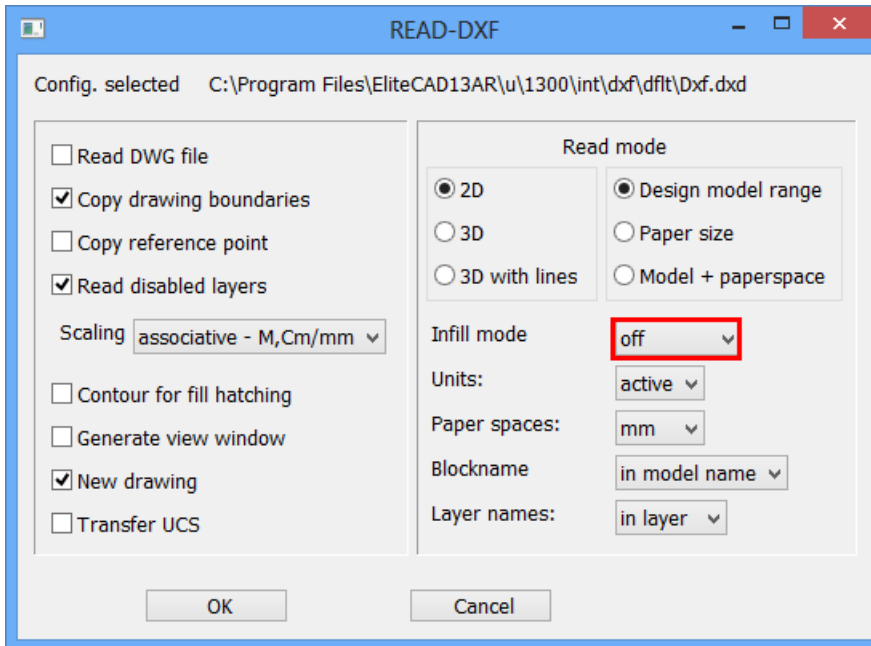 READ-DXF
Config. selected C:\Program Files\EliteCAD13AR\u\1300\int\dxf\dflt\Dxf.dxd
Read DWG file
Copy drawing boundaries
Copy reference point
Read disabled layers
Scaling associative - M,Cm/mm
Contour for fill hatching
Generate view window
New drawing
Transfer UCS
Read mode
2D
3D
3D with lines
Design model range
Paper size
Model + paperspace
Infill mode off
Units: active
Paper spaces: mm
Blockname in model name
Layer names: in layer
OK
Cancel